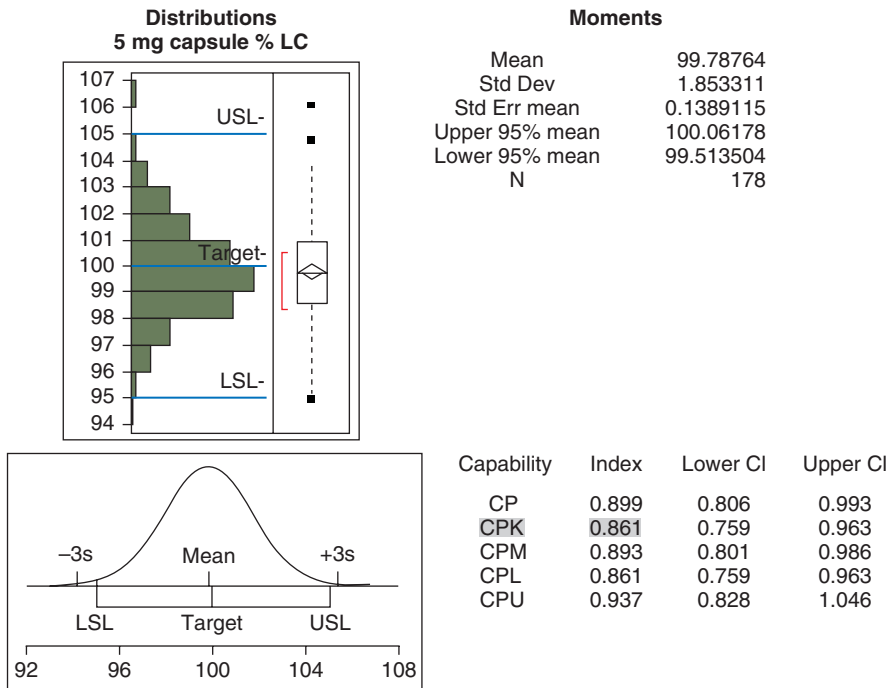 Distributions
5 mg capsule % LC
107
106
105
104
103
102
101
100
99
98
97
96
95
94
USL-
Target-
LSL-
Moments
Mean 99.78764
Std Dev 1.853311
Std Err mean 0.1389115
Upper 95% mean 100.06178
Lower 95% mean 99.513504
N 178
–3s Mean +3s
LSL Target USL
92 96 100 104 108
Capability Index Lower CI Upper CI
CP 0.899 0.806 0.993
CPK 0.861 0.759 0.963
CPM 0.893 0.801 0.986
CPL 0.861 0.759 0.963
CPU 0.937 0.828 1.046